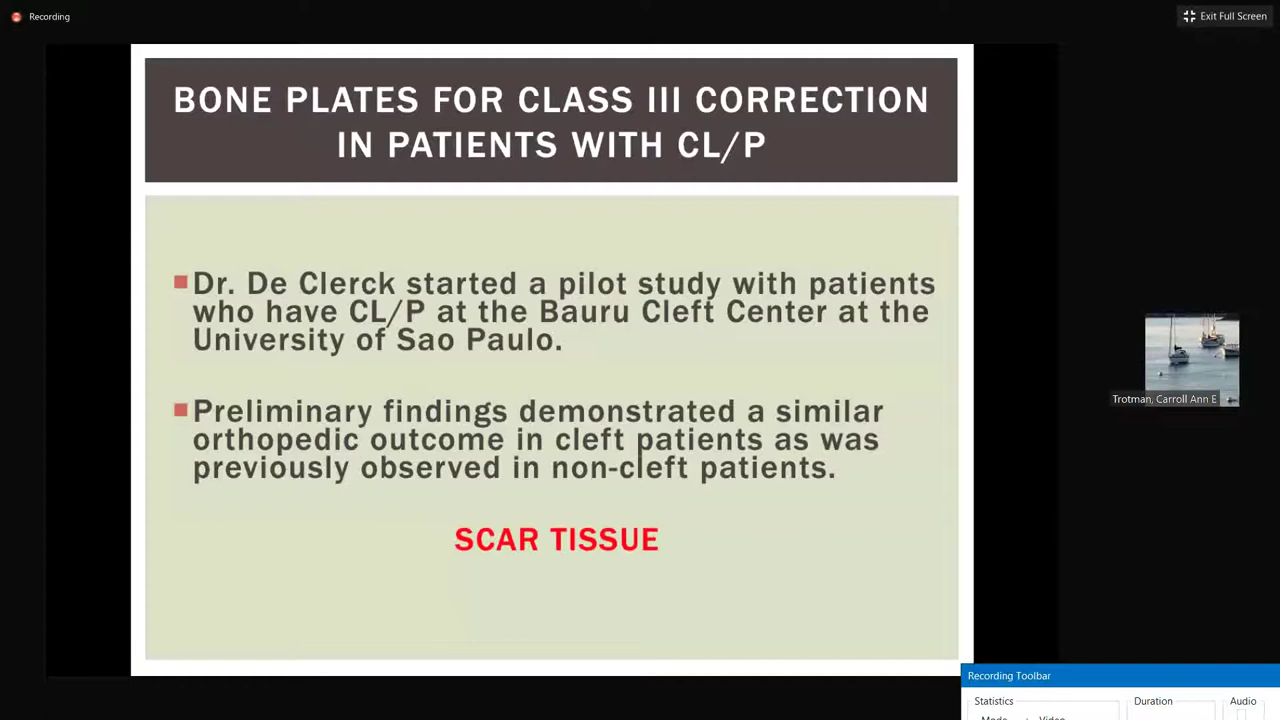 Recording
Exit Full Screen
BONE PLATES FOR CLASS III CORRECTION
IN PATIENTS WITH CL/P
Dr. De Clerck started a pilot study with patients
who have CL/P at the Bauru Cleft Center at the
University of Sao Paulo.
Preliminary findings demonstrated a similar
orthopedic outcome in cleft patients as was
previously observed in non-cleft patients.
SCAR TISSUE
Trotman, Carroll Ann E
Recording Toolbar
Statistics
Duration
Audio
Mode
Video